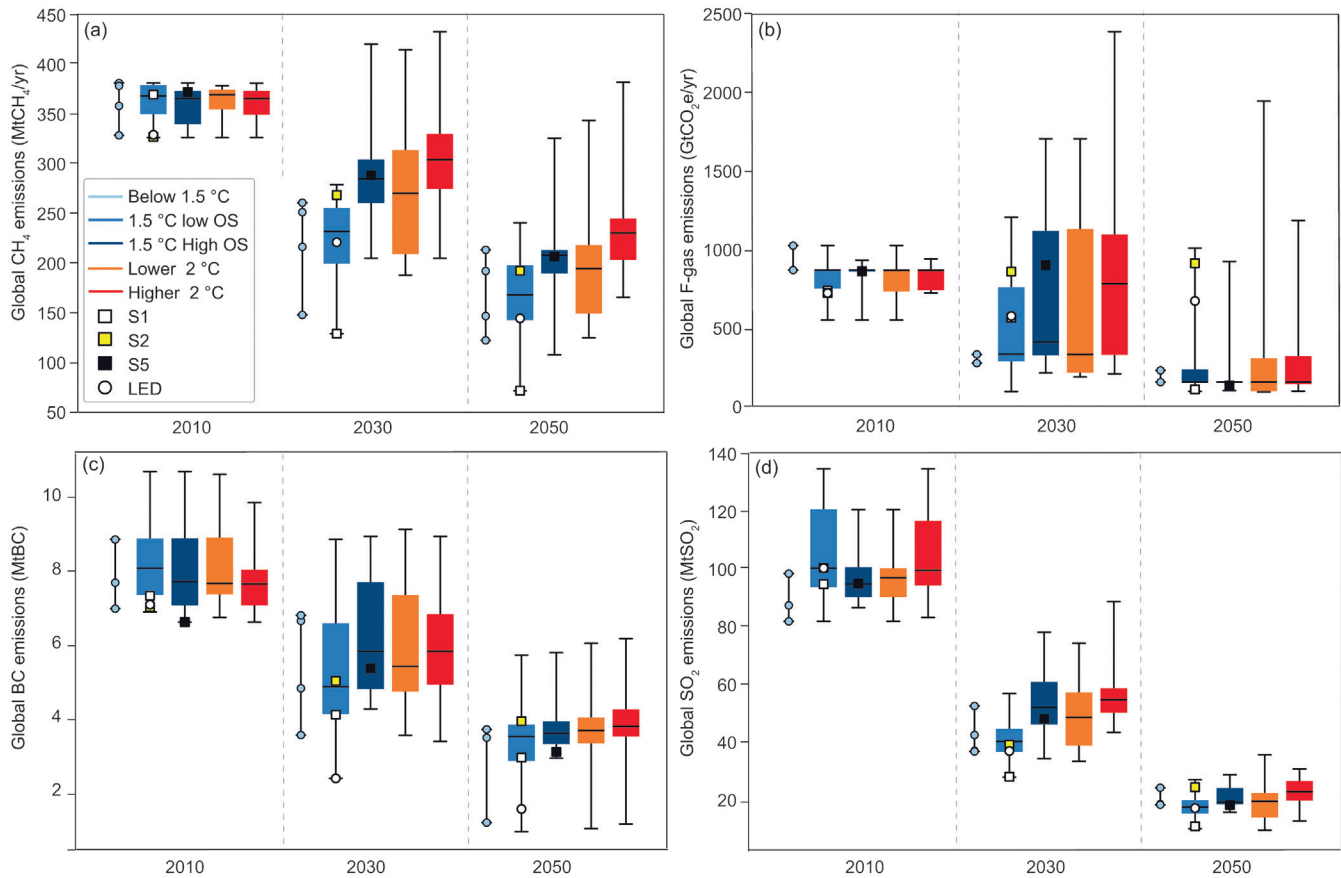 (a)
Global CH₄ emissions (MtCH₄/yr)
450
400
350
300
250
200
150
100
50
Below 1.5 °C
1.5 °C low OS
1.5 °C High OS
Lower 2 °C
Higher 2 °C
S1
S2
S5
LED
2010
2030
2050
(b)
Global F-gas emissions (GtCO₂e/yr)
2500
2000
1500
1000
500
0
2010
2030
2050
(c)
Global BC emissions (MtBC)
10
8
6
4
2
2010
2030
2050
(d)
Global SO₂ emissions (MtSO₂)
140
120
100
80
60
40
20
2010
2030
2050